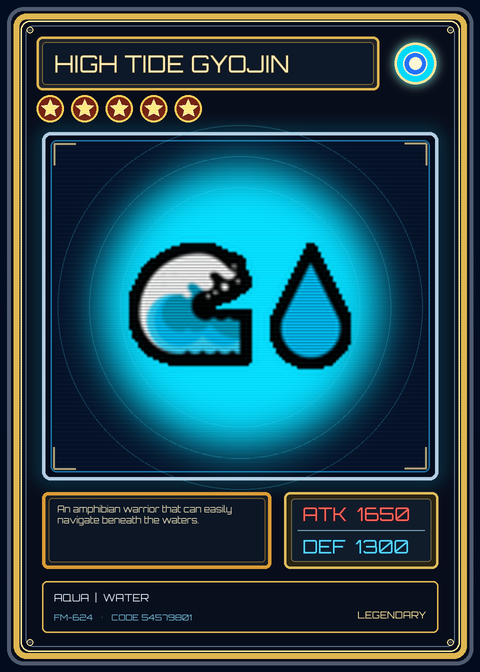 HIGH TIDE GYOJIN
An amphibian warrior that can easily
navigate beneath the waters.
ATK 1650
DEF 1300
AQUA | WATER
FM-624 · CODE 54579801
LEGENDARY